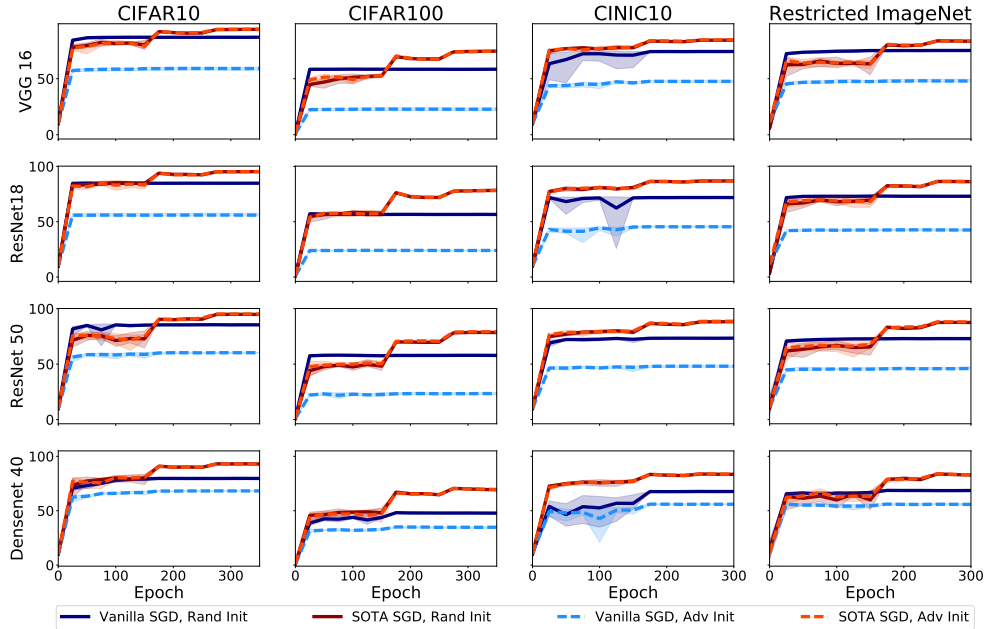 CIFAR10 CIFAR100 CINIC10 Restricted ImageNet
VGG 16
50
0
ResNet18
100
50
0
ResNet 50
100
50
0
Densenet 40
100
50
0
0 100 200 300 0 100 200 300 0 100 200 300 0 100 200 300
Epoch Epoch Epoch Epoch
Vanilla SGD, Rand Init SOTA SGD, Rand Init Vanilla SGD, Adv Init SOTA SGD, Adv Init